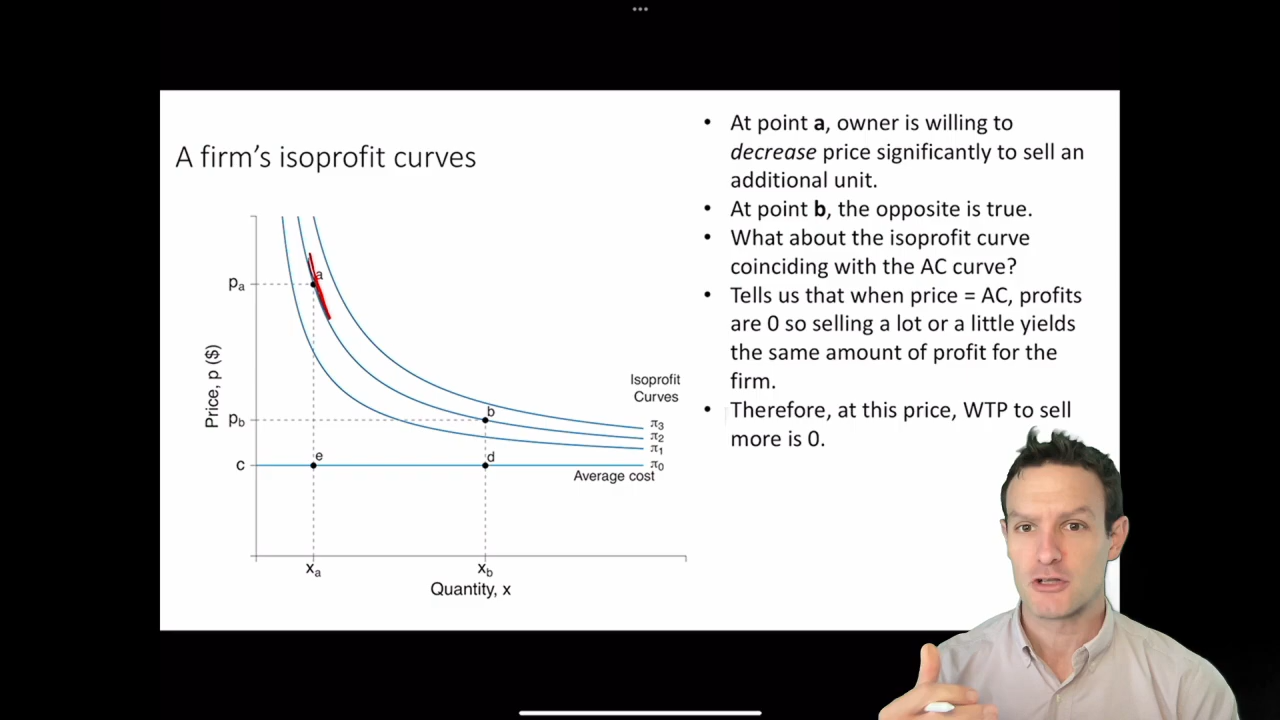 A firm's isoprofit curves
Price, p ($)
pₐ
p_b
c
a
b
e
d
Isoprofit
Curves
π₃
π₂
π₁
π₀
Average cost
xₐ
x_b
Quantity, x
• At point a, owner is willing to
decrease price significantly to sell an
additional unit.
• At point b, the opposite is true.
• What about the isoprofit curve
coinciding with the AC curve?
• Tells us that when price = AC, profits
are 0 so selling a lot or a little yields
the same amount of profit for the
firm.
• Therefore, at this price, WTP to sell
more is 0.